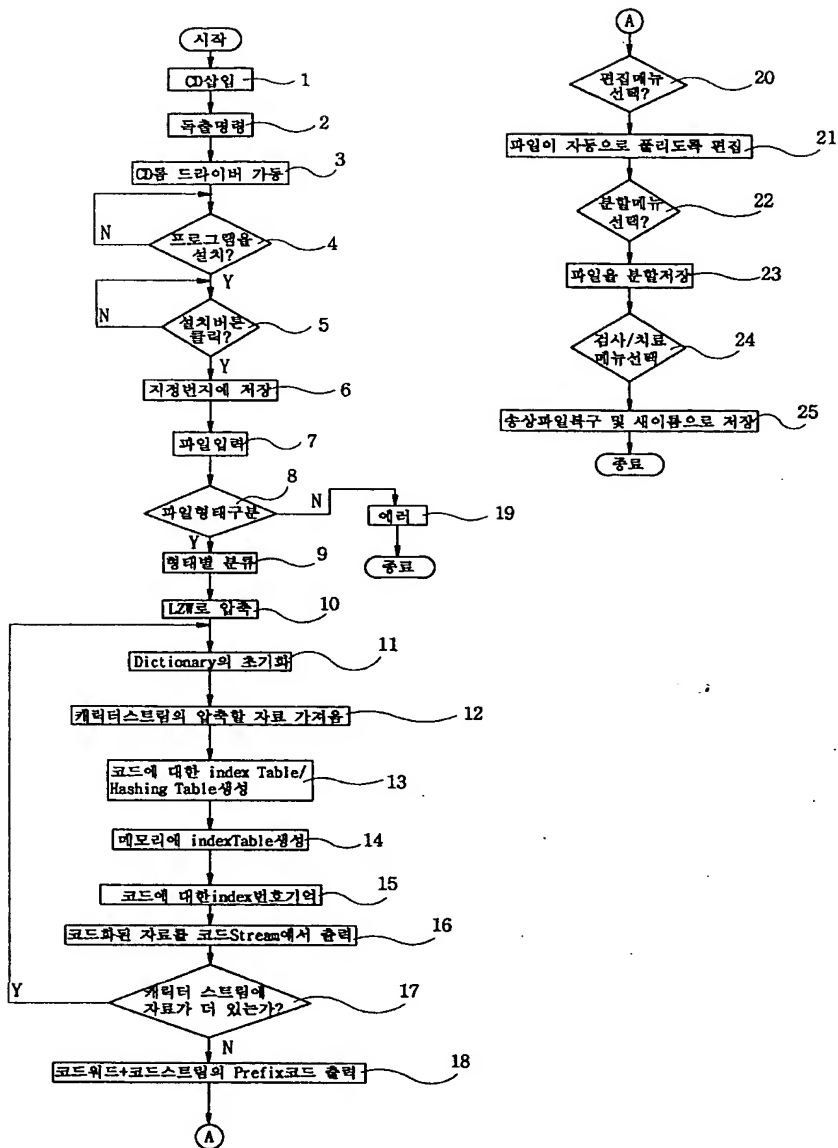 시작
CD삽입
1
독출명령
2
3
CD롬 드라이버 가동
N
프로그램을
설치?
4
Y
N
설치버튼
클릭?
5
Y
지정번지에 저장
6
파일입력
7
8
파일형태구분
N
에러
19
종료
Y
형태별 분류
9
LZW로 압축
10
Dictionary의 초기화
11
캐릭터스트림의 압축할 자료 가져옴
12
코드에 대한 index Table/
Hashing Table생성
13
메모리에 indexTable생성
14
코드에 대한index번호기억
15
코드화된 자료를 코드Stream에서 출력
16
Y
캐릭터 스트림에
자료가 더 있는가?
17
N
코드워드+코드스트림의 Prefix코드 출력
18
A
A
편집메뉴
선택?
20
파일이 자동으로 풀리도록 편집
21
분할메뉴
선택?
22
파일을 분할저장
23
검사/치료
메뉴선택
24
송상파일복구 및 새이름으로 저장
25
종료